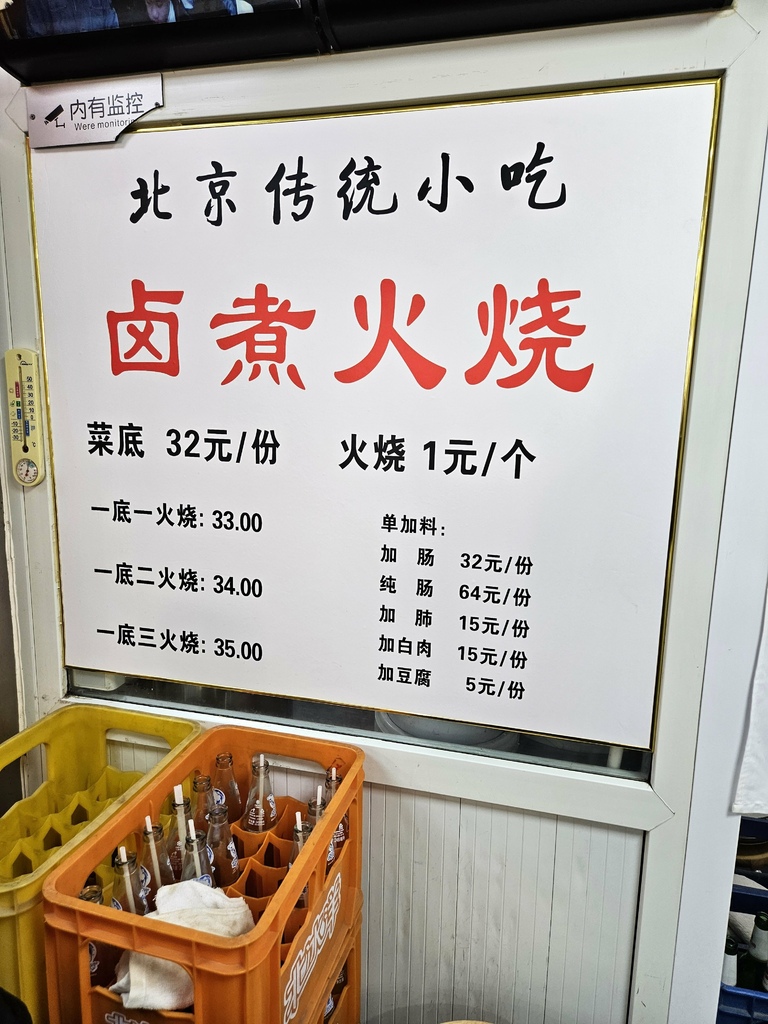 内有监控
Were monitorin
北京传统小吃
卤煮火烧
菜底 32元/份 火烧 1元/个
一底一火烧: 33.00
一底二火烧: 34.00
一底三火烧: 35.00
单加料:
加 肠 32元/份
纯 肠 64元/份
加 肺 15元/份
加白肉 15元/份
加豆腐 5元/份
北冰洋